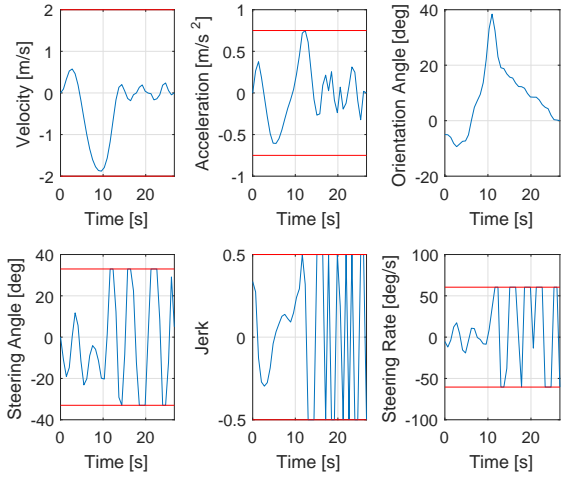 2
1
0
-1
-2
Velocity [m/s]
0 10 20
Time [s]
1
0.5
0
-0.5
-1
Acceleration [m/s ²]
0 10 20
Time [s]
40
20
0
-20
Orientation Angle [deg]
0 10 20
Time [s]
40
20
0
-20
-40
Steering Angle [deg]
0 10 20
Time [s]
0.5
0
-0.5
Jerk
0 10 20
Time [s]
100
50
0
-50
-100
Steering Rate [deg/s]
0 10 20
Time [s]